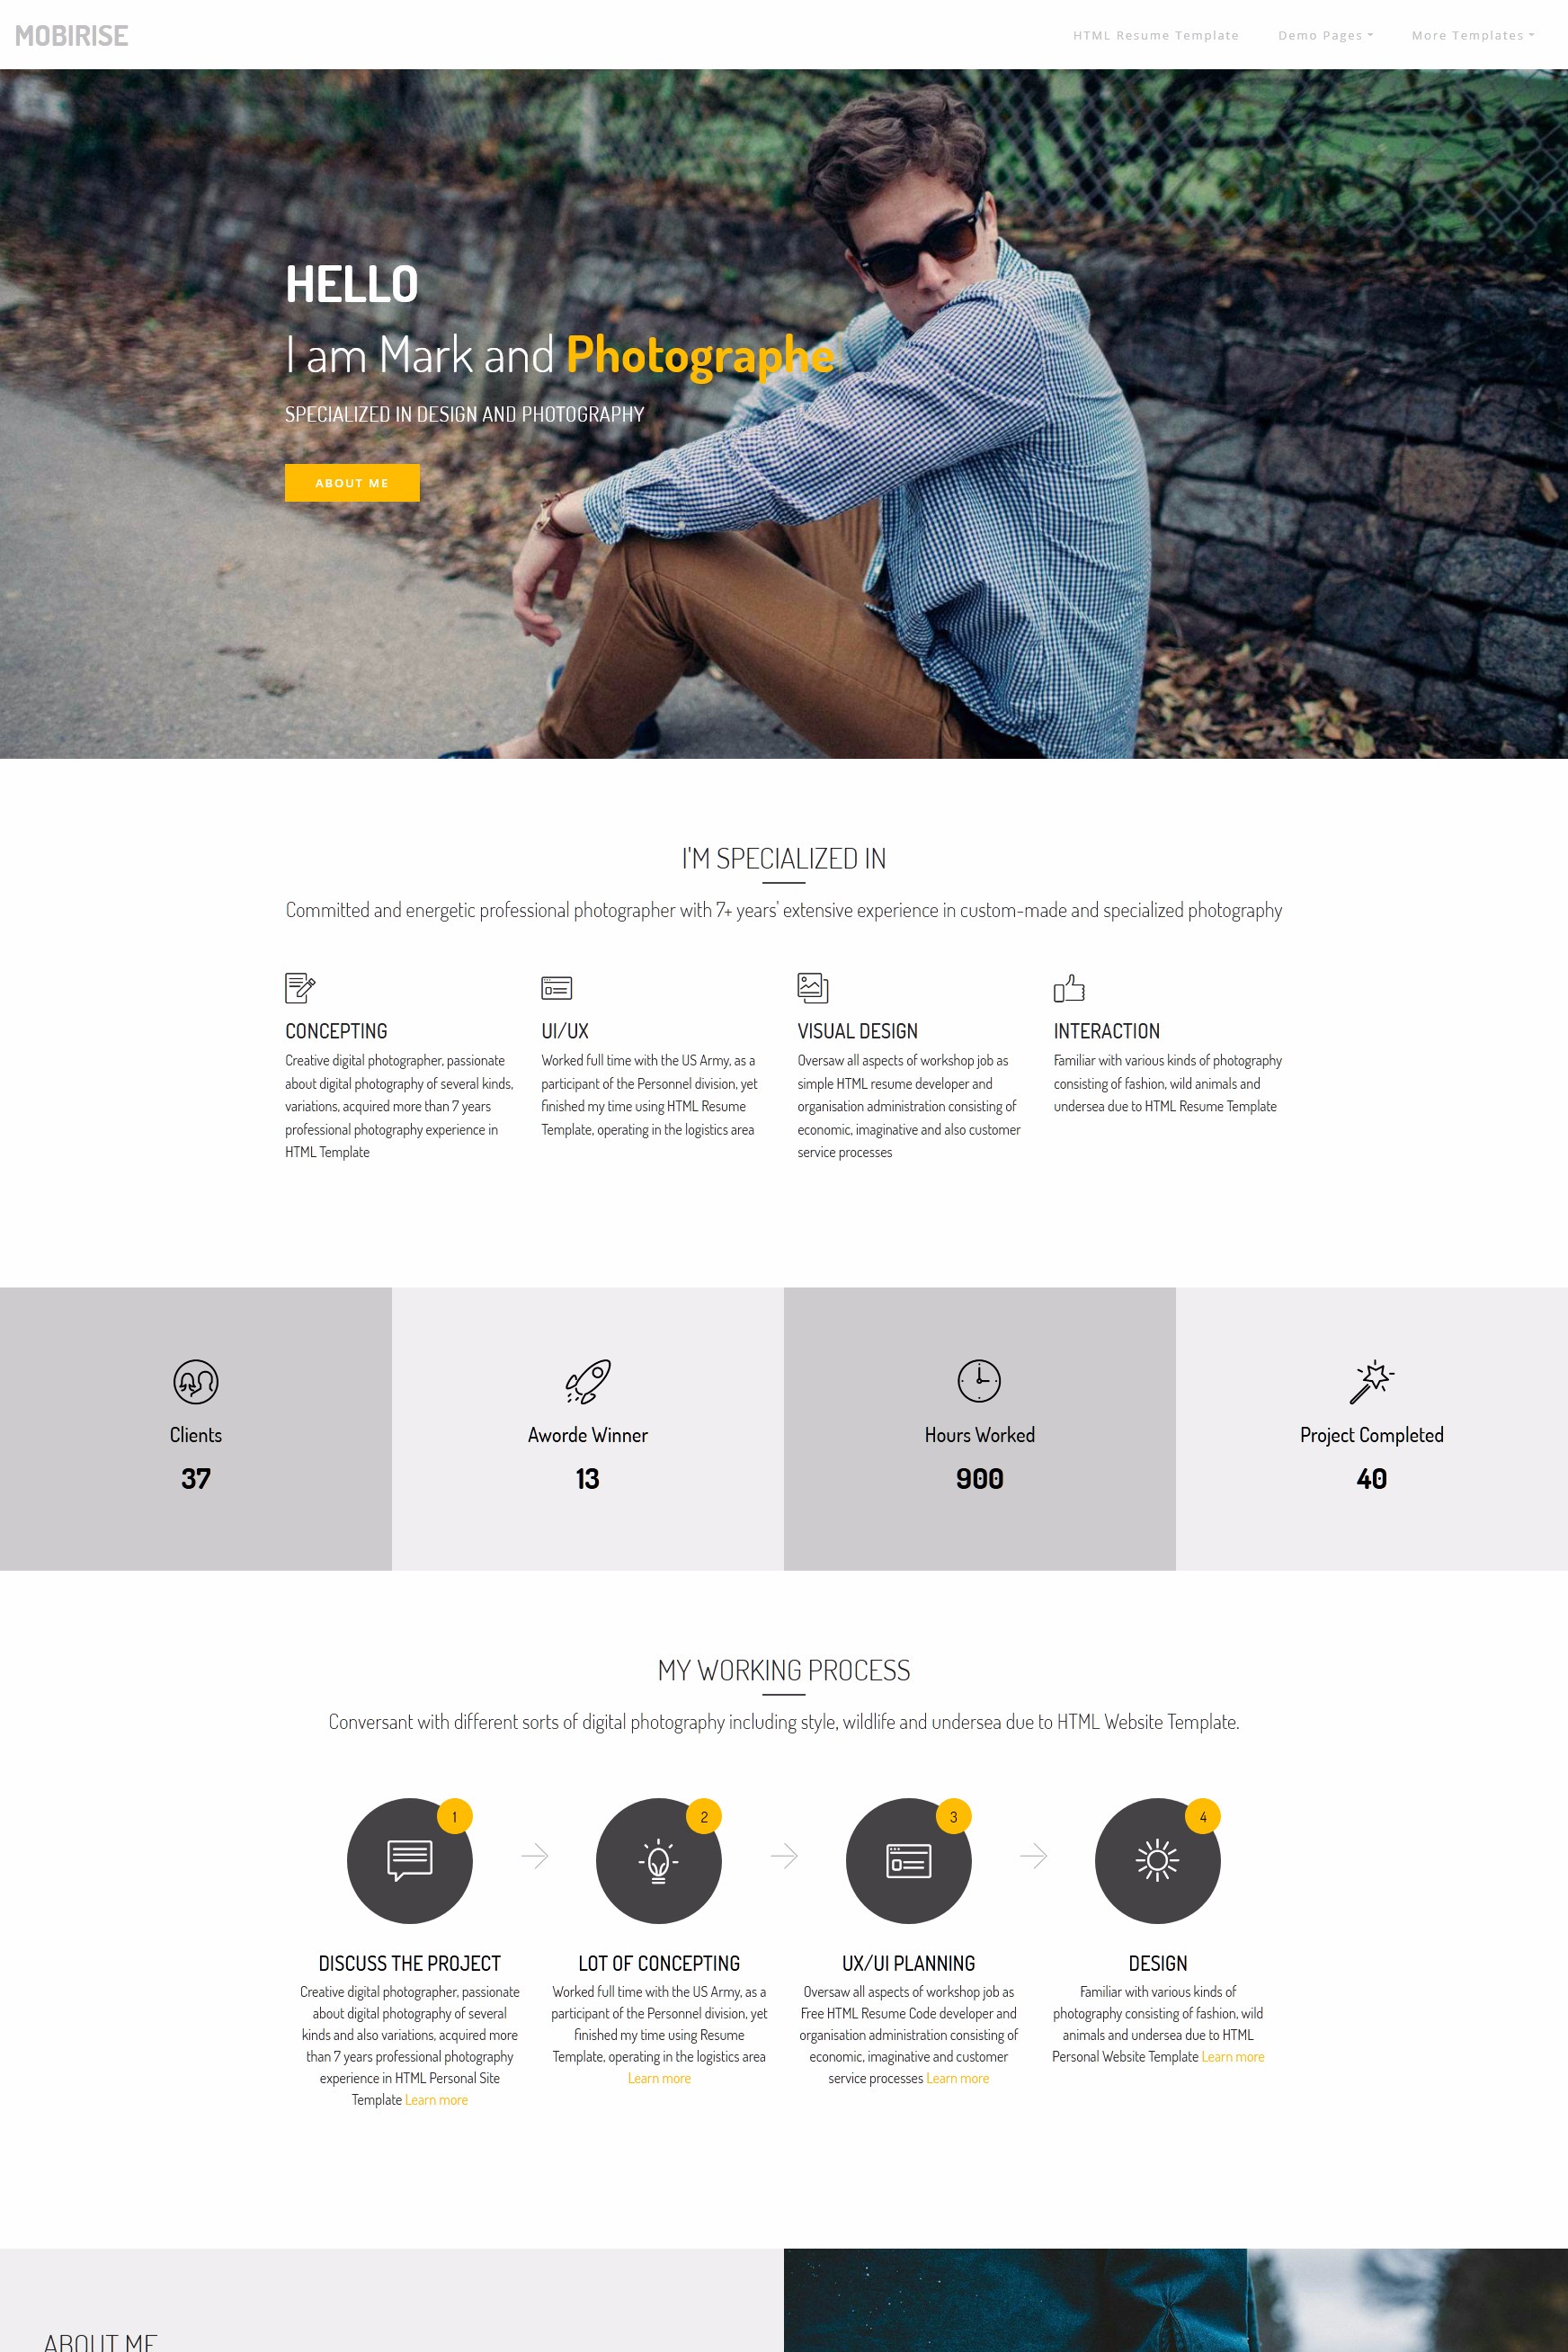 MOBIRISE
HTML Resume Template
Demo Pages
More Templates
HELLO
I am Mark and Photographe
SPECIALIZED IN DESIGN AND PHOTOGRAPHY
ABOUT ME
I'M SPECIALIZED IN
Committed and energetic professional photographer with 7+ years' extensive experience in custom-made and specialized photography
CONCEPTING
Creative digital photographer, passionate
about digital photography of several kinds,
variations, acquired more than 7 years
professional photography experience in
HTML Template
UI/UX
Worked full time with the US Army, as a
participant of the Personnel division, yet
finished my time using HTML Resume
Template, operating in the logistics area
VISUAL DESIGN
Oversaw all aspects of workshop job as
simple HTML resume developer and
organisation administration consisting of
economic, imaginative and also customer
service processes
INTERACTION
Familiar with various kinds of photography
consisting of fashion, wild animals and
undersea due to HTML Resume Template
Clients
37
Aworde Winner
13
Hours Worked
900
Project Completed
40
MY WORKING PROCESS
Conversant with different sorts of digital photography including style, wildlife and undersea due to HTML Website Template.
1
DISCUSS THE PROJECT
Creative digital photographer, passionate
about digital photography of several
kinds and also variations, acquired more
than 7 years professional photography
experience in HTML Personal Site
Template Learn more
2
LOT OF CONCEPTING
Worked full time with the US Army, as a
participant of the Personnel division, yet
finished my time using Resume
Template, operating in the logistics area
Learn more
3
UX/UI PLANNING
Oversaw all aspects of workshop job as
Free HTML Resume Code developer and
organisation administration consisting of
economic, imaginative and customer
service processes Learn more
4
DESIGN
Familiar with various kinds of
photography consisting of fashion, wild
animals and undersea due to HTML
Personal Website Template Learn more
ABOUT ME